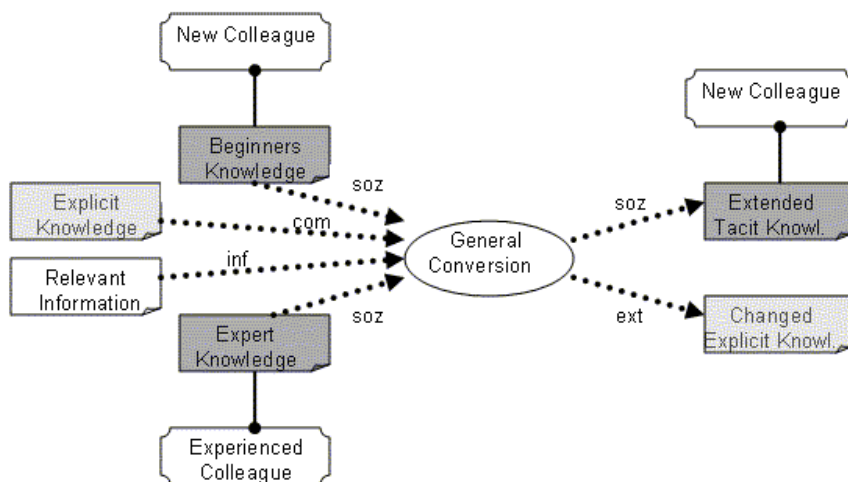 New Colleague
Beginners
Knowledge
soz
Explicit
Knowledge
com
Relevant
Information
inf
Expert
Knowledge
soz
Experienced
Colleague
General
Conversion
New Colleague
soz
Extended
Tacit Knowl.
ext
Changed
Explicit Knowl.